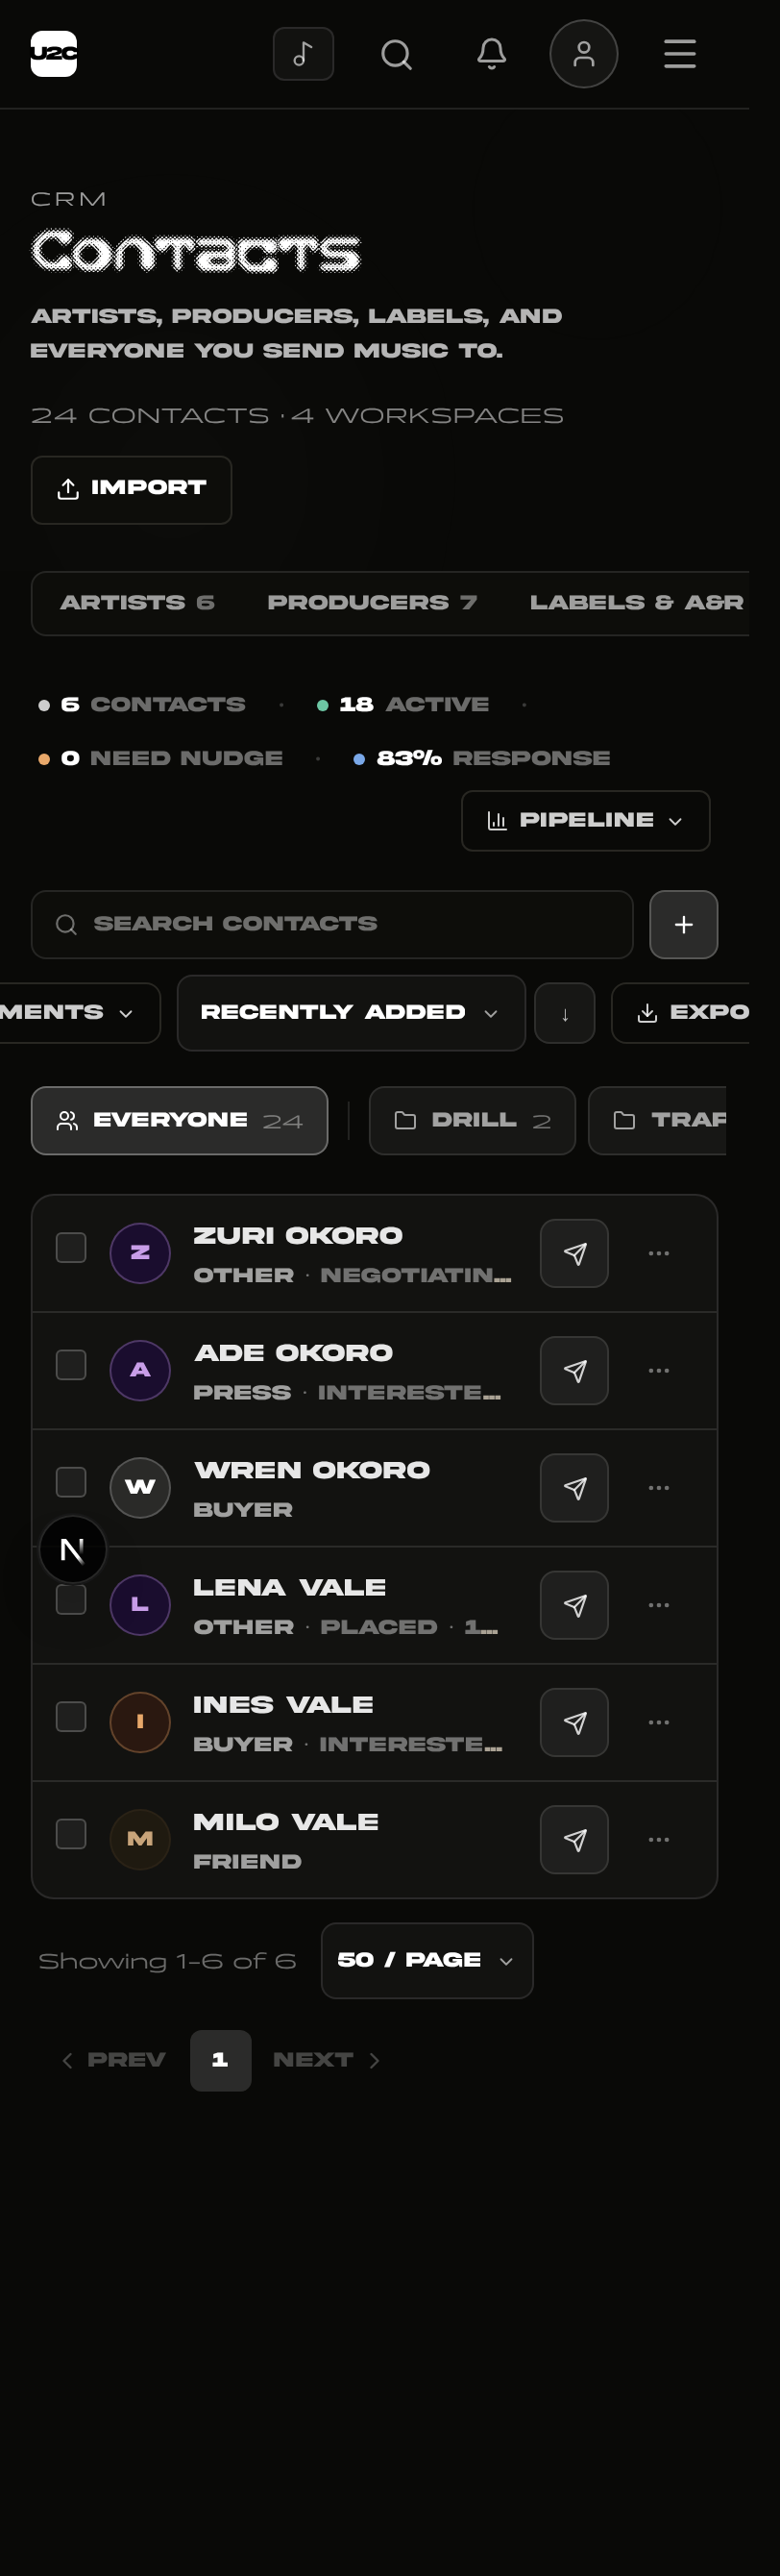 U2C
CRM
Contacts
ARTISTS, PRODUCERS, LABELS, AND
EVERYONE YOU SEND MUSIC TO.
24 CONTACTS · 4 WORKSPACES
IMPORT
ARTISTS 6 PRODUCERS 7 LABELS & A&R
6 CONTACTS · 18 ACTIVE ·
0 NEED NUDGE · 83% RESPONSE
PIPELINE
SEARCH CONTACTS
MENTS RECENTLY ADDED ↓ EXPO
EVERYONE 24 DRILL 2 TRAP
Z ZURI OKORO
OTHER · NEGOTIATIN...
A ADE OKORO
PRESS · INTERESTE...
W WREN OKORO
BUYER
N
L LENA VALE
OTHER · PLACED · 1...
I INES VALE
BUYER · INTERESTE...
M MILO VALE
FRIEND
Showing 1–6 of 6 50 / PAGE
PREV 1 NEXT